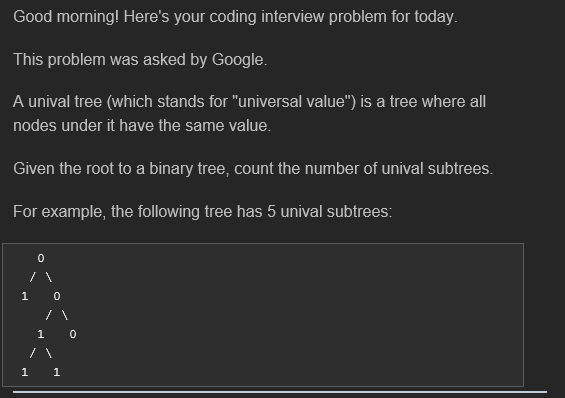 Good morning! Here's your coding interview problem for today.
This problem was asked by Google.
A unival tree (which stands for "universal value") is a tree where all
nodes under it have the same value.
Given the root to a binary tree, count the number of unival subtrees.
For example, the following tree has 5 unival subtrees:
   0
  / \
 1   0
    / \
   1   0
  / \
 1   1